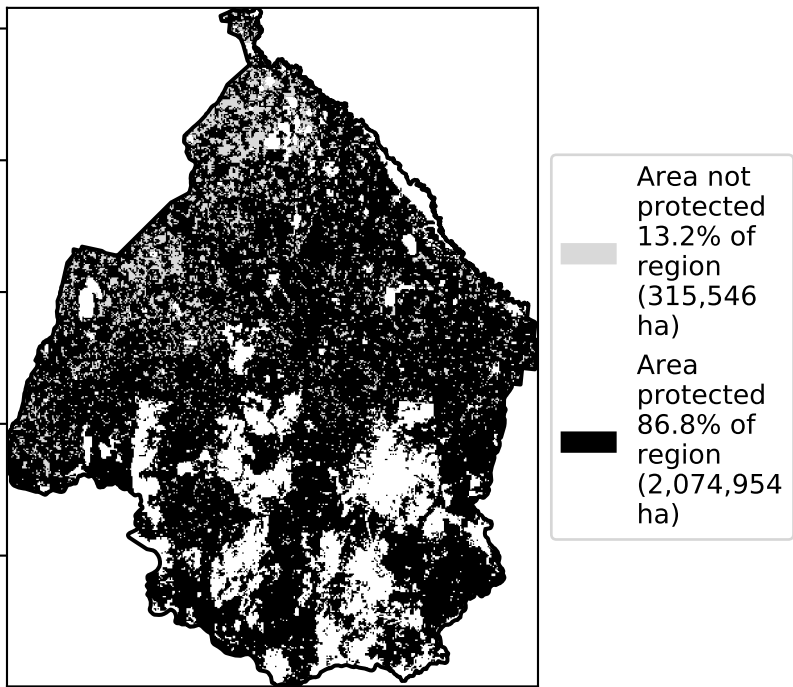 Area not
protected
13.2% of
region
(315,546
ha)
Area
protected
86.8% of
region
(2,074,954
ha)